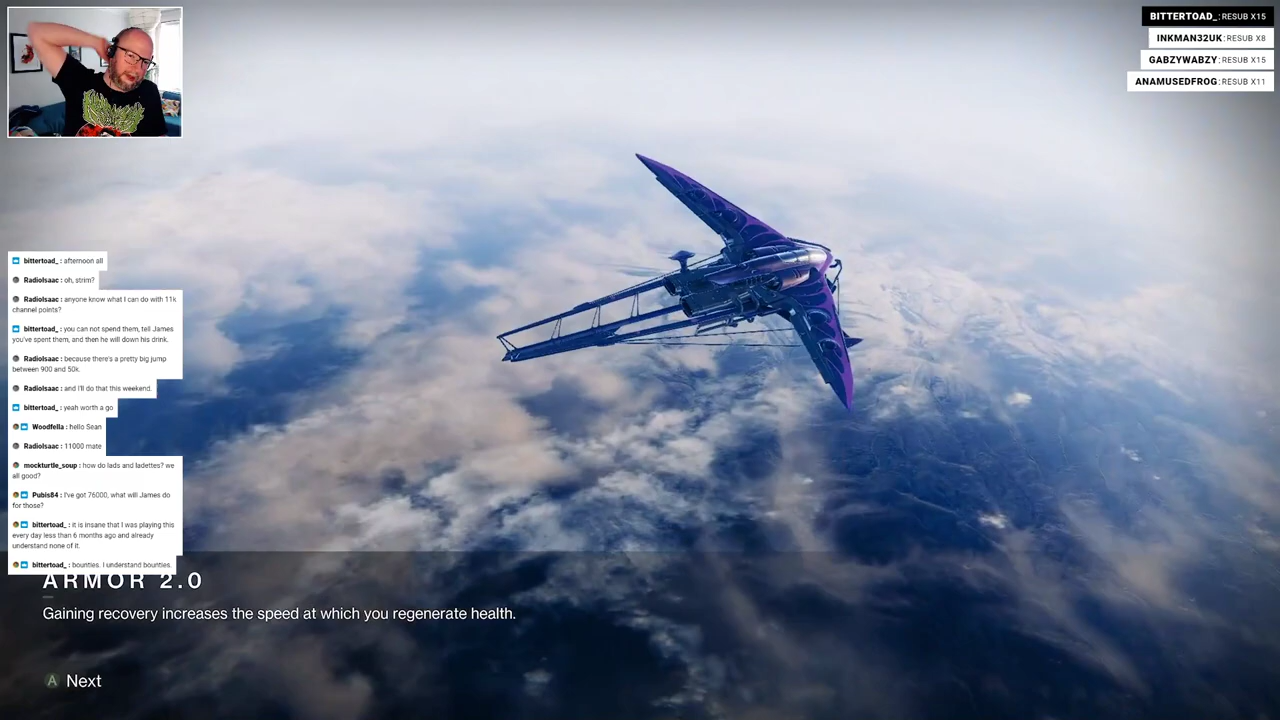 BITTERTOAD_: RESUB X15
INKMAN32UK: RESUB X8
GABZYWABZY: RESUB X15
ANAMUSEDFROG: RESUB X11
bittertoad_ : afternoon all
RadioIsaac : oh, strim?
RadioIsaac : anyone know what I can do with 11k
channel points?
bittertoad_ : you can not spend them, tell James
you've spent them, and then he will down his drink.
RadioIsaac : because there's a pretty big jump
between 900 and 50k.
RadioIsaac : and I'll do that this weekend.
bittertoad_ : yeah worth a go
Woodfella : hello Sean
RadioIsaac : 11000 mate
mockturtle_soup : how do lads and ladettes? we
all good?
Pubis84 : I've got 76000, what will James do
for those?
bittertoad_ : it is insane that I was playing this
every day less than 6 months ago and already
understand none of it.
bittertoad_ : bounties. I understand bounties.
ARMOR 2.0
Gaining recovery increases the speed at which you regenerate health.
A Next